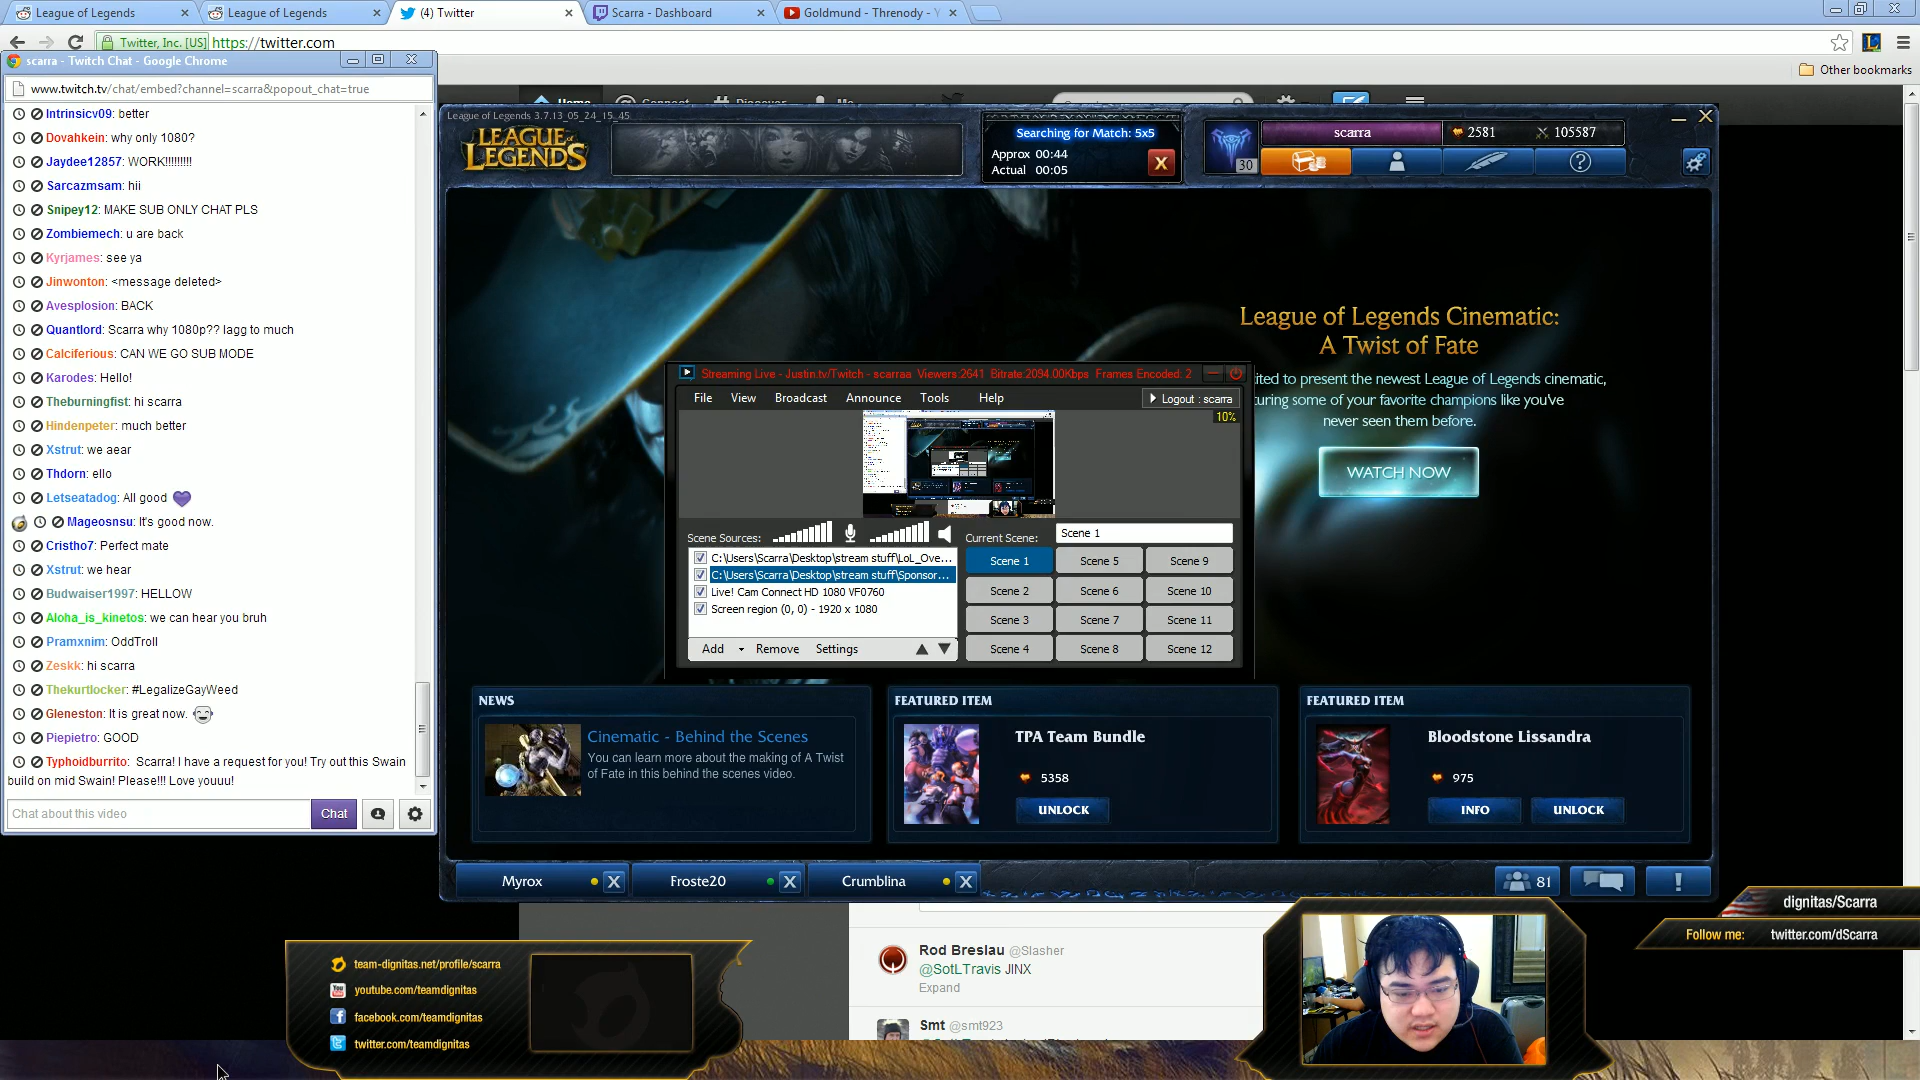 League of Legends
League of Legends
(4) Twitter
Scarra - Dashboard
Goldmund - Threnody -
Twitter, Inc. [US]
https://twitter.com
Other bookmarks
scarra - Twitch Chat - Google Chrome
www.twitch.tv/chat/embed?channel=scarra&popout_chat=true
Intrinsicv09: better
Dovahkein: why only 1080?
Jaydee12857: WORK!!!!!!!!!
Sarcazmsam: hii
Snipey12: MAKE SUB ONLY CHAT PLS
Zombiemech: u are back
Kyrjames: see ya
Jinwonton: <message deleted>
Avesplosion: BACK
Quantlord: Scarra why 1080p?? lagg to much
Calciferious: CAN WE GO SUB MODE
Karodes: Hello!
Theburningfist: hi scarra
Hindenpeter: much better
Xstrut: we aear
Thdorn: ello
Letseatadog: All good
Mageosnsu: It's good now.
Cristho7: Perfect mate
Xstrut: we hear
Budwaiser1997: HELLOW
Aloha_is_kinetos: we can hear you bruh
Pramxnim: OddTroll
Zeskk: hi scarra
Thekurtlocker: #LegalizeGayWeed
Gleneston: It is great now.
Piepietro: GOOD
Typhoidburrito: Scarra! I have a request for you! Try out this Swain
build on mid Swain! Please!!! Love youuu!
Chat about this video
Chat
League of Legends 3.7.13_05_24_15_45
LEAGUE OF
LEGENDS
Searching for Match: 5x5
Approx 00:44
Actual 00:05
X
30
scarra
2581
105587
League of Legends Cinematic:
A Twist of Fate
ited to present the newest League of Legends cinematic,
uring some of your favorite champions like you've
never seen them before.
WATCH NOW
Streaming Live - Justin.tv/Twitch - scarraa Viewers:2641 Bitrate:2094.00Kbps Frames Encoded: 2
File View Broadcast Announce Tools Help
Logout : scarra
10%
Scene Sources:
Current Scene:
Scene 1
C:\Users\Scarra\Desktop\stream stuff\LoL_Ove...
C:\Users\Scarra\Desktop\stream stuff\Sponsor...
Live! Cam Connect HD 1080 VF0760
Screen region (0, 0) - 1920 x 1080
Scene 1 Scene 5 Scene 9
Scene 2 Scene 6 Scene 10
Scene 3 Scene 7 Scene 11
Scene 4 Scene 8 Scene 12
Add Remove Settings
NEWS
Cinematic - Behind the Scenes
You can learn more about the making of A Twist
of Fate in this behind the scenes video.
FEATURED ITEM
TPA Team Bundle
5358
UNLOCK
FEATURED ITEM
Bloodstone Lissandra
975
INFO
UNLOCK
Myrox X
Froste20 X
Crumblina X
81
Rod Breslau @Slasher
@SotLTravis JINX
Expand
Smt @smt923
team-dignitas.net/profile/scarra
youtube.com/teamdignitas
facebook.com/teamdignitas
twitter.com/teamdignitas
dignitas/Scarra
Follow me: twitter.com/dScarra